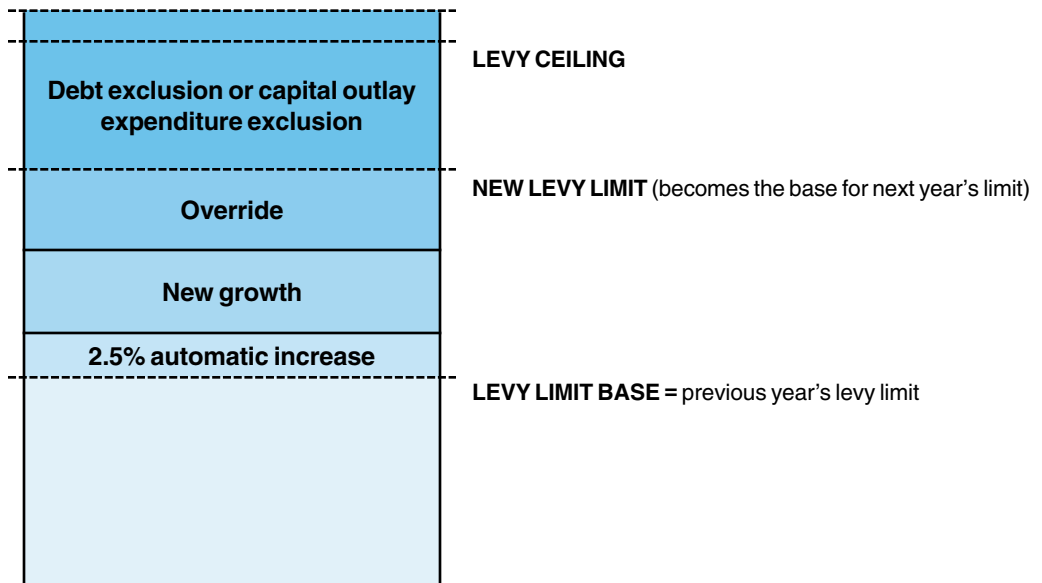 LEVY CEILING
Debt exclusion or capital outlay
expenditure exclusion
NEW LEVY LIMIT (becomes the base for next year’s limit)
Override
New growth
2.5% automatic increase
LEVY LIMIT BASE = previous year’s levy limit